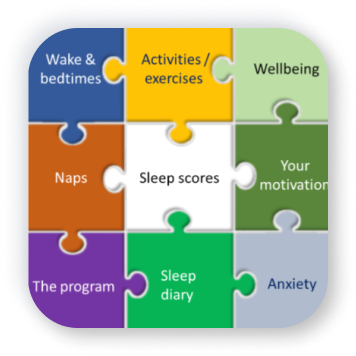 Wake &
bedtimes
Activities /
exercises
Wellbeing
Naps
Sleep scores
Your
motivation
The program
Sleep
diary
Anxiety